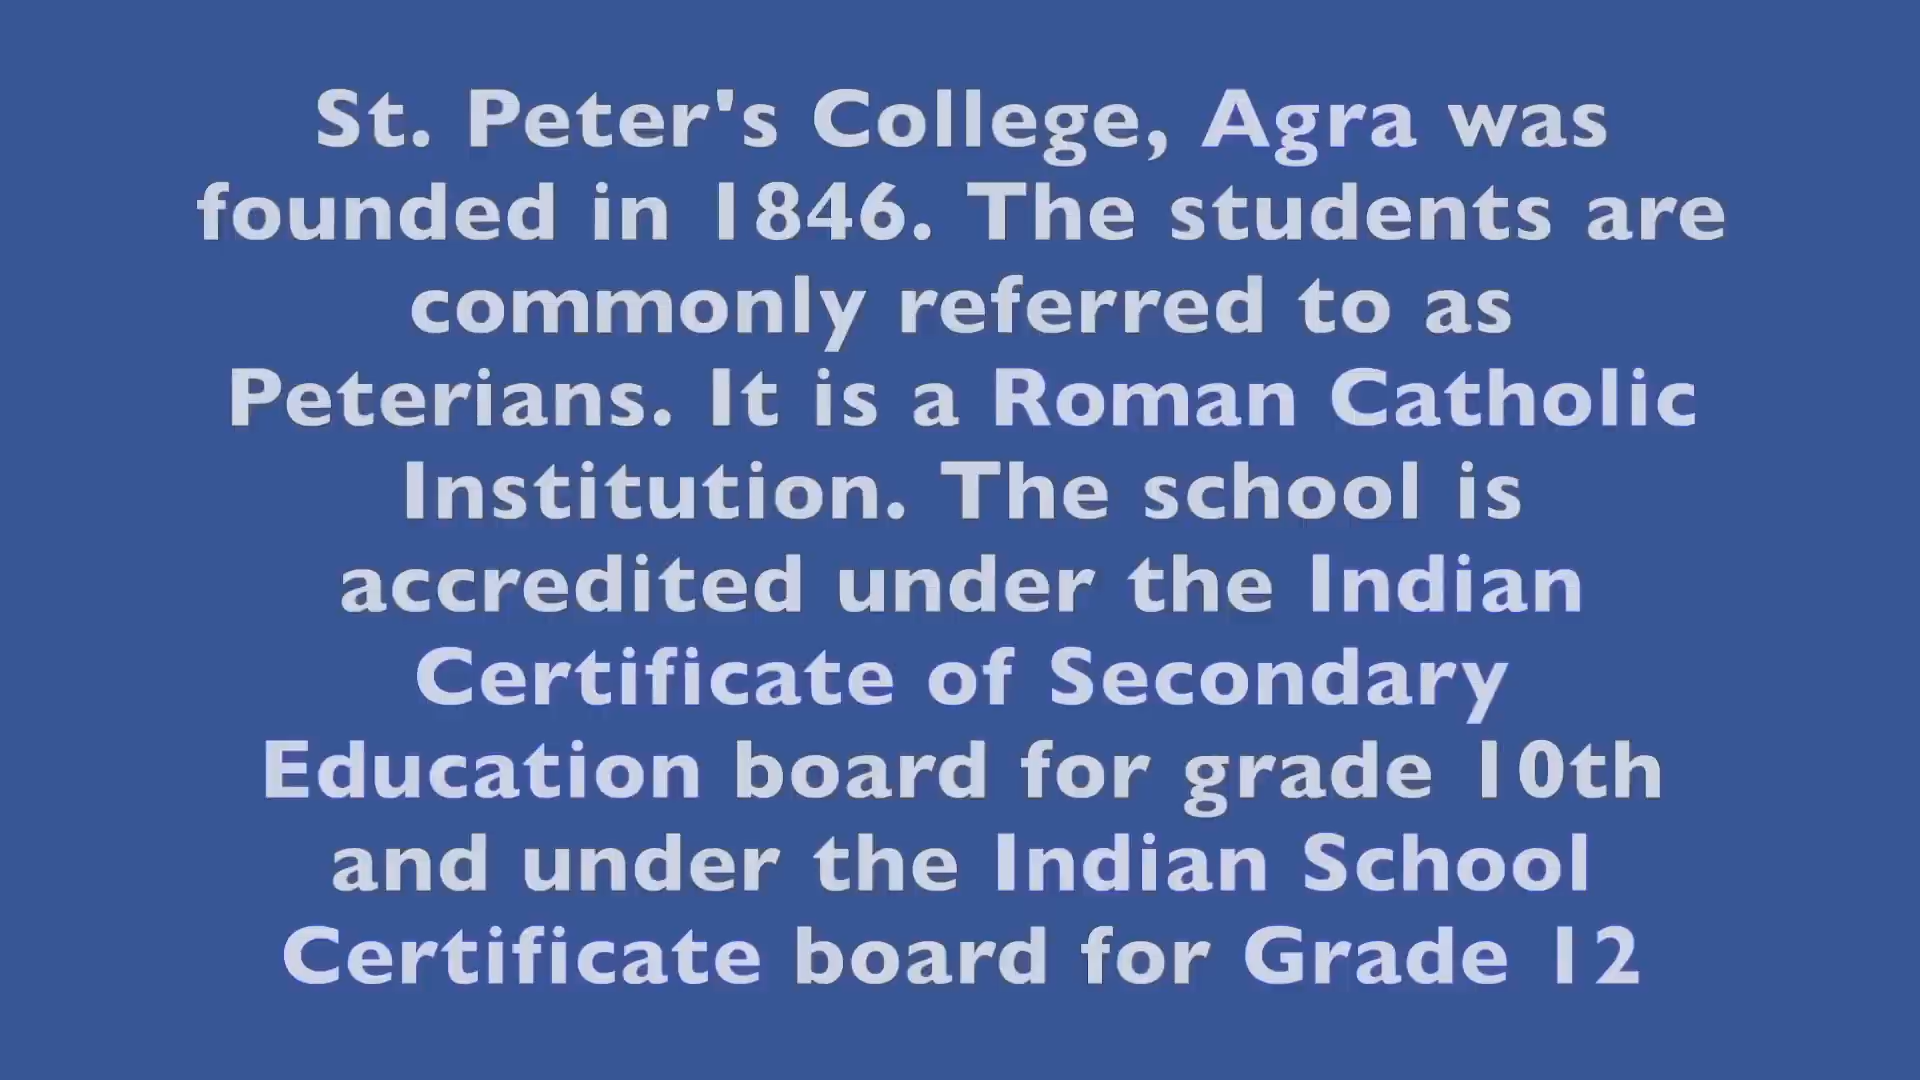 St. Peter's College, Agra was
founded in 1846. The students are
commonly referred to as
Peterians. It is a Roman Catholic
Institution. The school is
accredited under the Indian
Certificate of Secondary
Education board for grade 10th
and under the Indian School
Certificate board for Grade 12